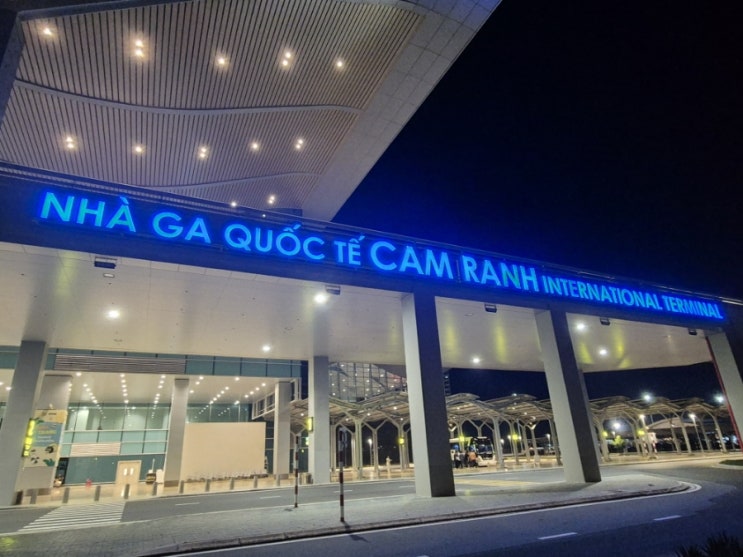 NHÀ GA QUỐC TẾ CAM RANH INTERNATIONAL TERMINAL